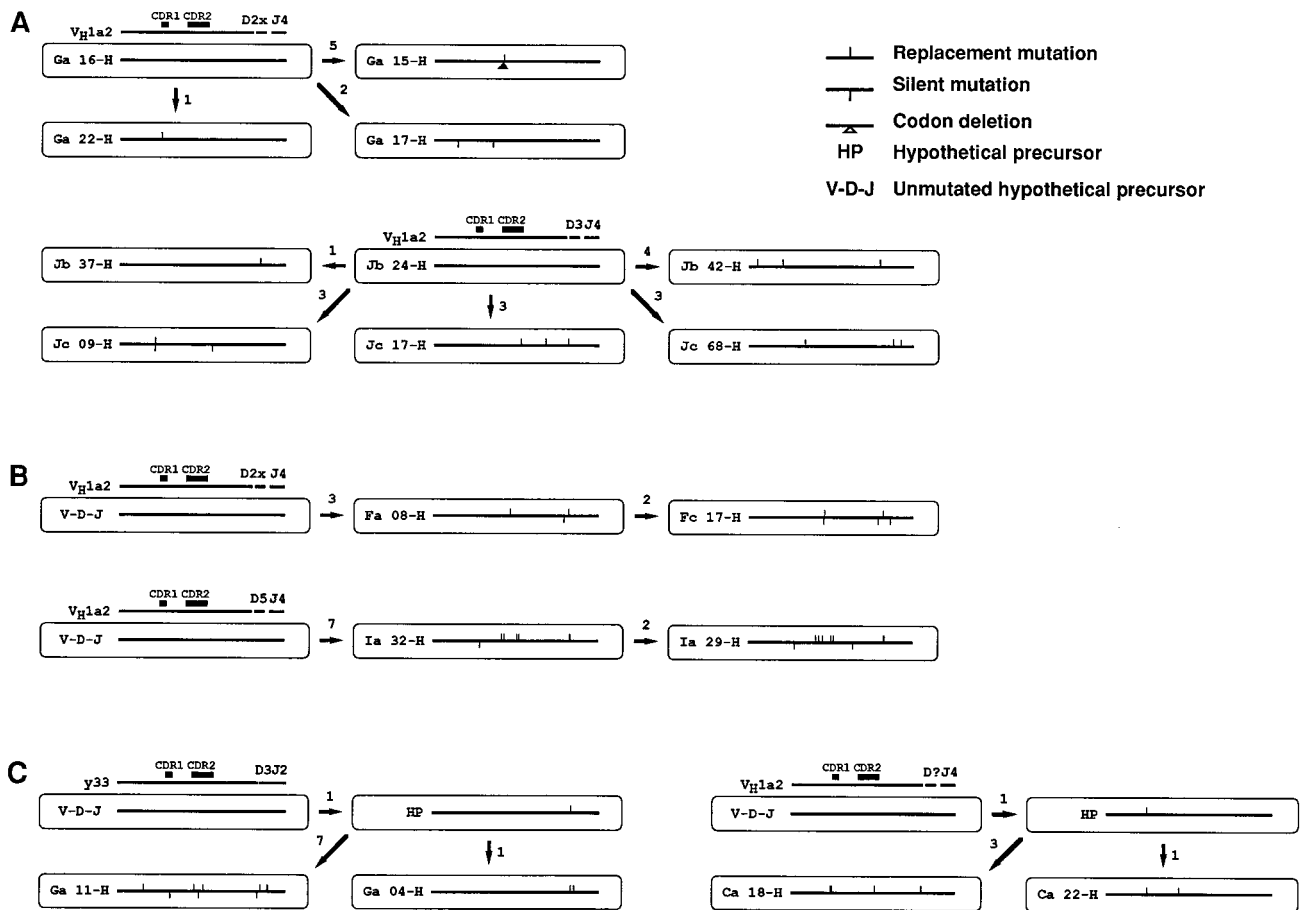 A
CDR1 CDR2 D2x J4
VH1a2
Ga 16-H
5
Ga 15-H
1
2
Ga 22-H
Ga 17-H
Replacement mutation
Silent mutation
Codon deletion
HP Hypothetical precursor
V-D-J Unmutated hypothetical precursor
CDR1 CDR2 D3 J4
VH1a2
Jb 37-H
1
Jb 24-H
4
Jb 42-H
3
3
3
Jc 09-H
Jc 17-H
Jc 68-H
B
CDR1 CDR2 D2x J4
VH1a2
V-D-J
3
Fa 08-H
2
Fc 17-H
CDR1 CDR2 D5 J4
VH1a2
V-D-J
7
Ia 32-H
2
Ia 29-H
C
CDR1 CDR2 D3J2
y33
V-D-J
1
HP
7
1
Ga 11-H
Ga 04-H
CDR1 CDR2 D? J4
VH1a2
V-D-J
1
HP
3
1
Ca 18-H
Ca 22-H